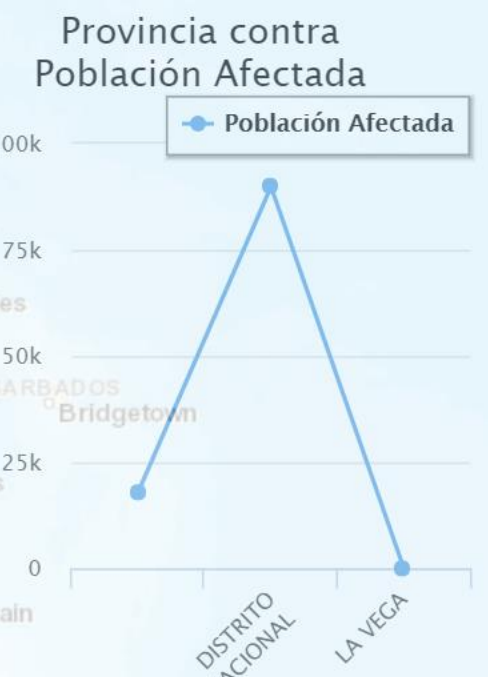 Provincia contra
Población Afectada
Población Afectada
00k
75k
50k
25k
0
es
ARBADOS
Bridgetown
s
ain
DISTRITO
ACIONAL
LA VEGA